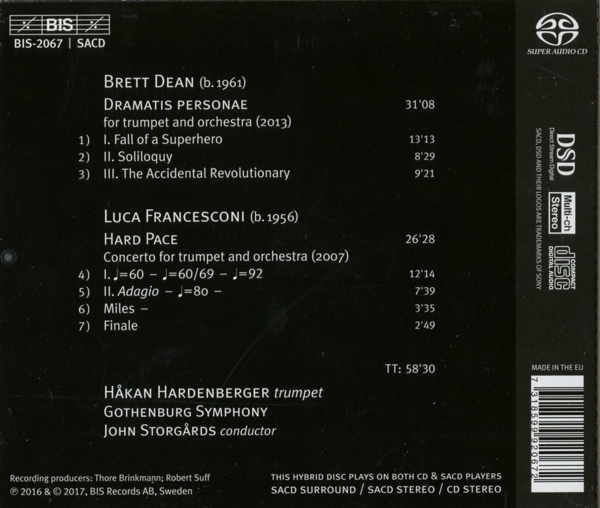 BIS
BIS-2067 | SACD
SUPER AUDIO CD
BRETT DEAN (b. 1961)
DRAMATIS PERSONAE 31'08
for trumpet and orchestra (2013)
1) I. Fall of a Superhero 13'13
2) II. Soliloquy 8'29
3) III. The Accidental Revolutionary 9'21
LUCA FRANCESCONI (b. 1956)
HARD PACE 26'28
Concerto for trumpet and orchestra (2007)
4) I. ♩=60 – ♩=60/69 – ♩=92 12'14
5) II. Adagio – ♩=80 – 7'39
6) Miles – 3'35
7) Finale 2'49
TT: 58'30
HÅKAN HARDENBERGER trumpet
GOTHENBURG SYMPHONY
JOHN STORGÅRDS conductor
Recording producers: Thore Brinkmann; Robert Suff
℗ 2016 & © 2017, BIS Records AB, Sweden
THIS HYBRID DISC PLAYS ON BOTH CD & SACD PLAYERS
SACD SURROUND / SACD STEREO / CD STEREO
DSD
Direct Stream Digital
SACD, DSD AND THEIR LOGOS ARE TRADEMARKS OF SONY
Multi-ch
Stereo
COMPACT
disc
DIGITAL AUDIO
MADE IN THE EU
7 318599 920672